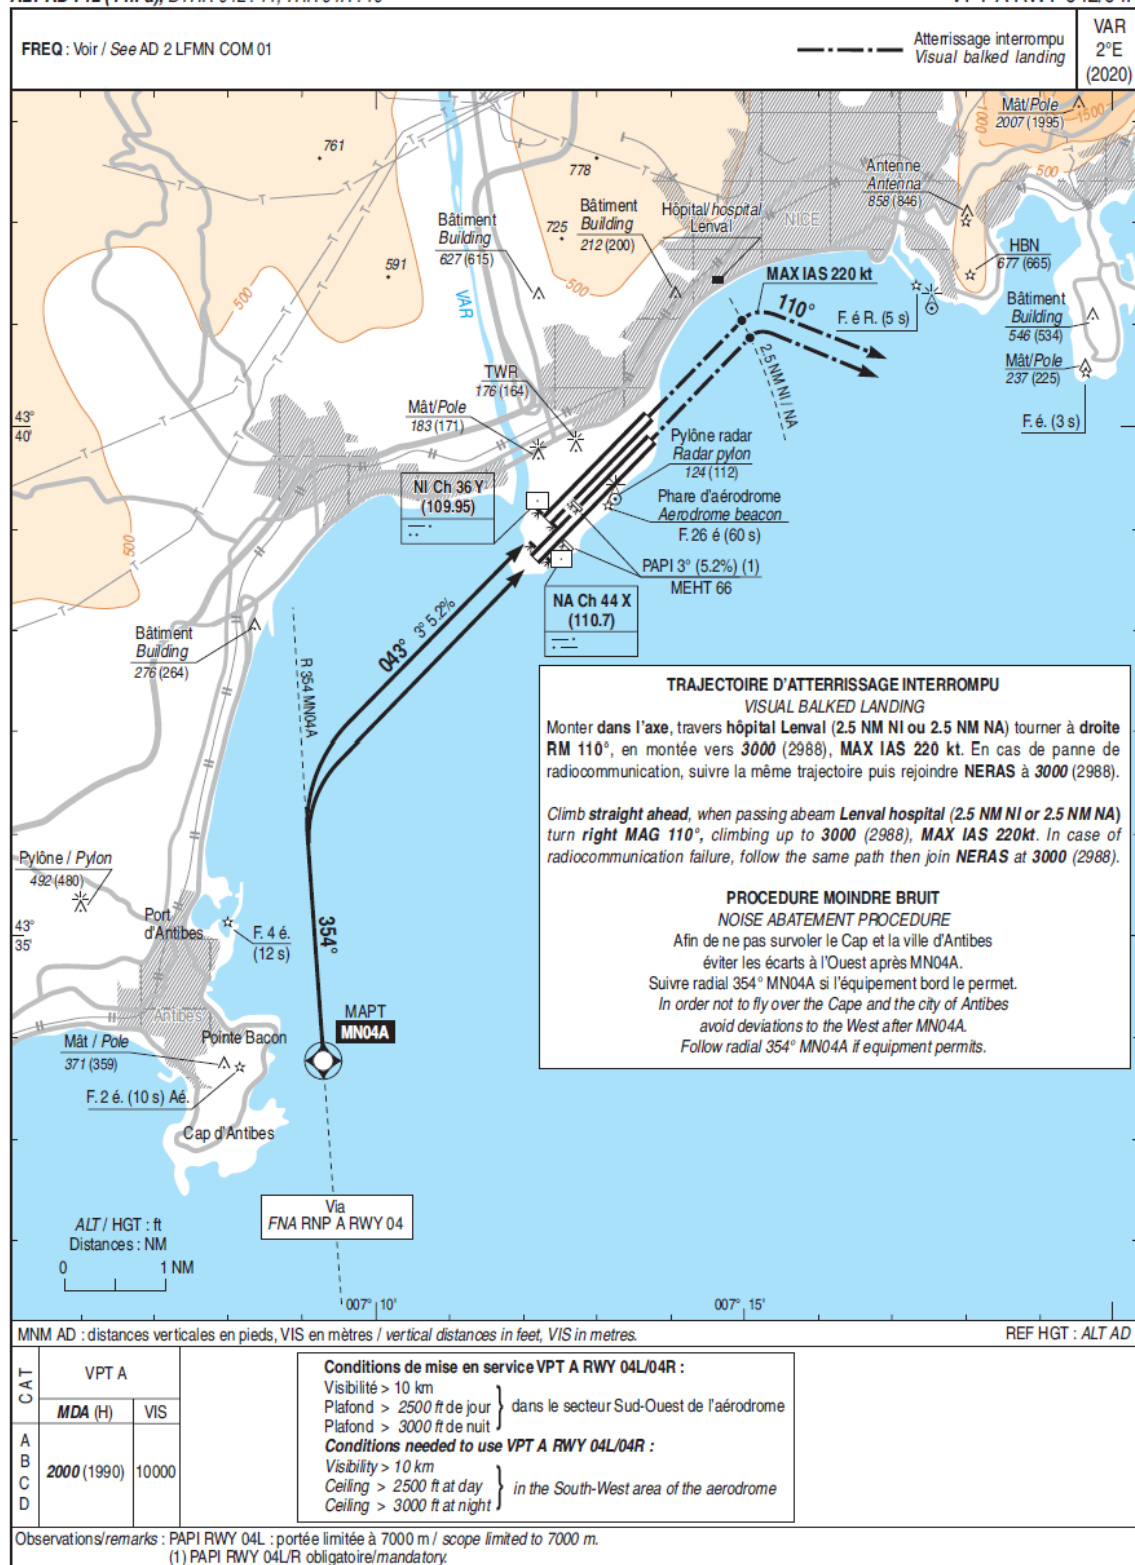 FREQ : Voir / See AD 2 LFMN COM 01
Atterrissage interrompu
Visual balked landing
VAR
2°E
(2020)
Mât/Pole
2007 (1995)
1000
1500
500
761
778
Antenne
Antenna
858 (846)
Bâtiment
Building
627 (615)
725
Bâtiment
Building
212 (200)
Hôpital/hospital
Lenval
NICE
HBN
677 (665)
591
500
500
VAR
MAX IAS 220 kt
110°
F. é R. (5 s)
Bâtiment
Building
546 (534)
2.5 NM NI / NA
Mât/Pole
237 (225)
TWR
176 (164)
43°
40'
Mât/Pole
183 (171)
F. é. (3 s)
Pylône radar
Radar pylon
124 (112)
NI Ch 36 Y
(109.95)
Phare d'aérodrome
Aerodrome beacon
F. 26 é (60 s)
500
PAPI 3° (5.2%) (1)
MEHT 66
NA Ch 44 X
(110.7)
043° 3° 5.2%
Bâtiment
Building
276 (264)
R 354 MN04A
TRAJECTOIRE D'ATTERRISSAGE INTERROMPU
VISUAL BALKED LANDING
Monter dans l'axe, travers hôpital Lenval (2.5 NM NI ou 2.5 NM NA) tourner à droite
RM 110°, en montée vers 3000 (2988), MAX IAS 220 kt. En cas de panne de
radiocommunication, suivre la même trajectoire puis rejoindre NERAS à 3000 (2988).
Climb straight ahead, when passing abeam Lenval hospital (2.5 NM NI or 2.5 NM NA)
turn right MAG 110°, climbing up to 3000 (2988), MAX IAS 220kt. In case of
radiocommunication failure, follow the same path then join NERAS at 3000 (2988).
PROCEDURE MOINDRE BRUIT
NOISE ABATEMENT PROCEDURE
Afin de ne pas survoler le Cap et la ville d'Antibes
éviter les écarts à l'Ouest après MN04A.
Suivre radial 354° MN04A si l'équipement bord le permet.
In order not to fly over the Cape and the city of Antibes
avoid deviations to the West after MN04A.
Follow radial 354° MN04A if equipment permits.
Pylône / Pylon
492 (480)
Port
d'Antibes
43°
35'
F. 4 é.
(12 s)
354°
Antibes
MAPT
MN04A
Pointe Bacon
Mât / Pole
371 (359)
F. 2 é. (10 s) Aé.
Cap d'Antibes
Via
FNA RNP A RWY 04
ALT / HGT : ft
Distances : NM
0 1 NM
007° 10'
007° 15'
MNM AD : distances verticales en pieds, VIS en mètres / vertical distances in feet, VIS in metres.
REF HGT : ALT AD
CAT
VPT A
MDA (H) VIS
A
B
C
D
2000 (1990) 10000
Conditions de mise en service VPT A RWY 04L/04R :
Visibilité > 10 km
Plafond > 2500 ft de jour
Plafond > 3000 ft de nuit
dans le secteur Sud-Ouest de l'aérodrome
Conditions needed to use VPT A RWY 04L/04R :
Visibility > 10 km
Ceiling > 2500 ft at day
Ceiling > 3000 ft at night
in the South-West area of the aerodrome
Observations/remarks : PAPI RWY 04L : portée limitée à 7000 m / scope limited to 7000 m.
(1) PAPI RWY 04L/R obligatoire/mandatory.